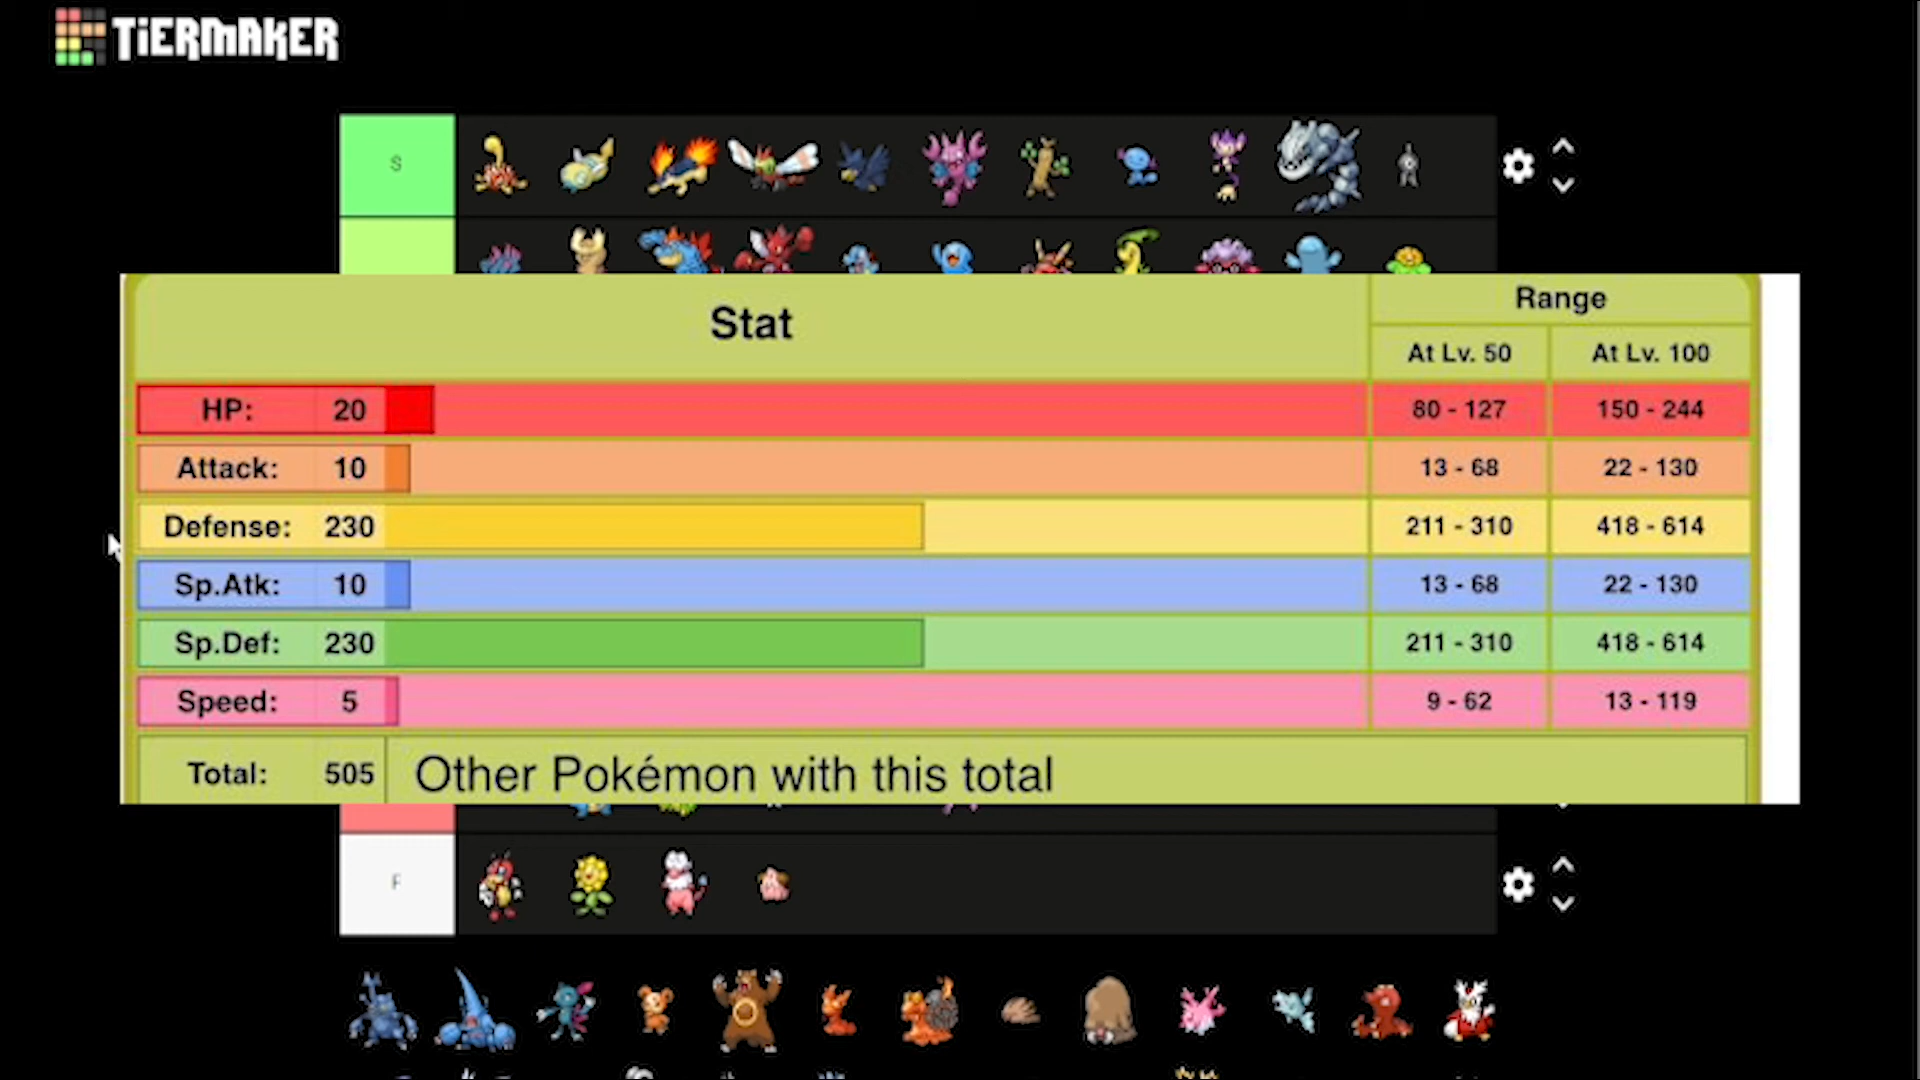 TiERMAKER
S
Stat
Range
At Lv. 50
At Lv. 100
HP: 20 80 - 127 150 - 244
Attack: 10 13 - 68 22 - 130
Defense: 230 211 - 310 418 - 614
Sp.Atk: 10 13 - 68 22 - 130
Sp.Def: 230 211 - 310 418 - 614
Speed: 5 9 - 62 13 - 119
Total: 505 Other Pokémon with this total
F